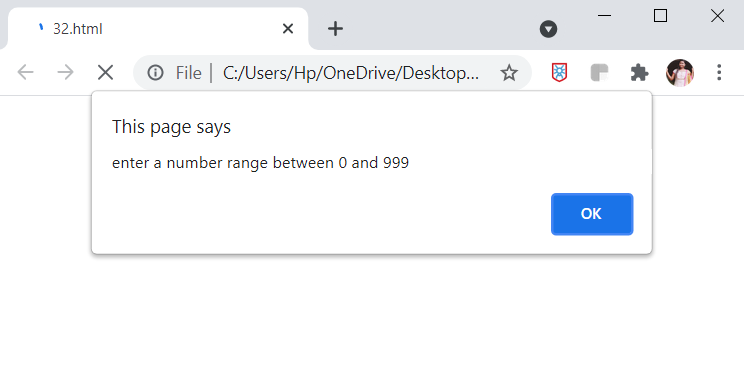 32.html
File | C:/Users/Hp/OneDrive/Desktop...
This page says
enter a number range between 0 and 999
OK